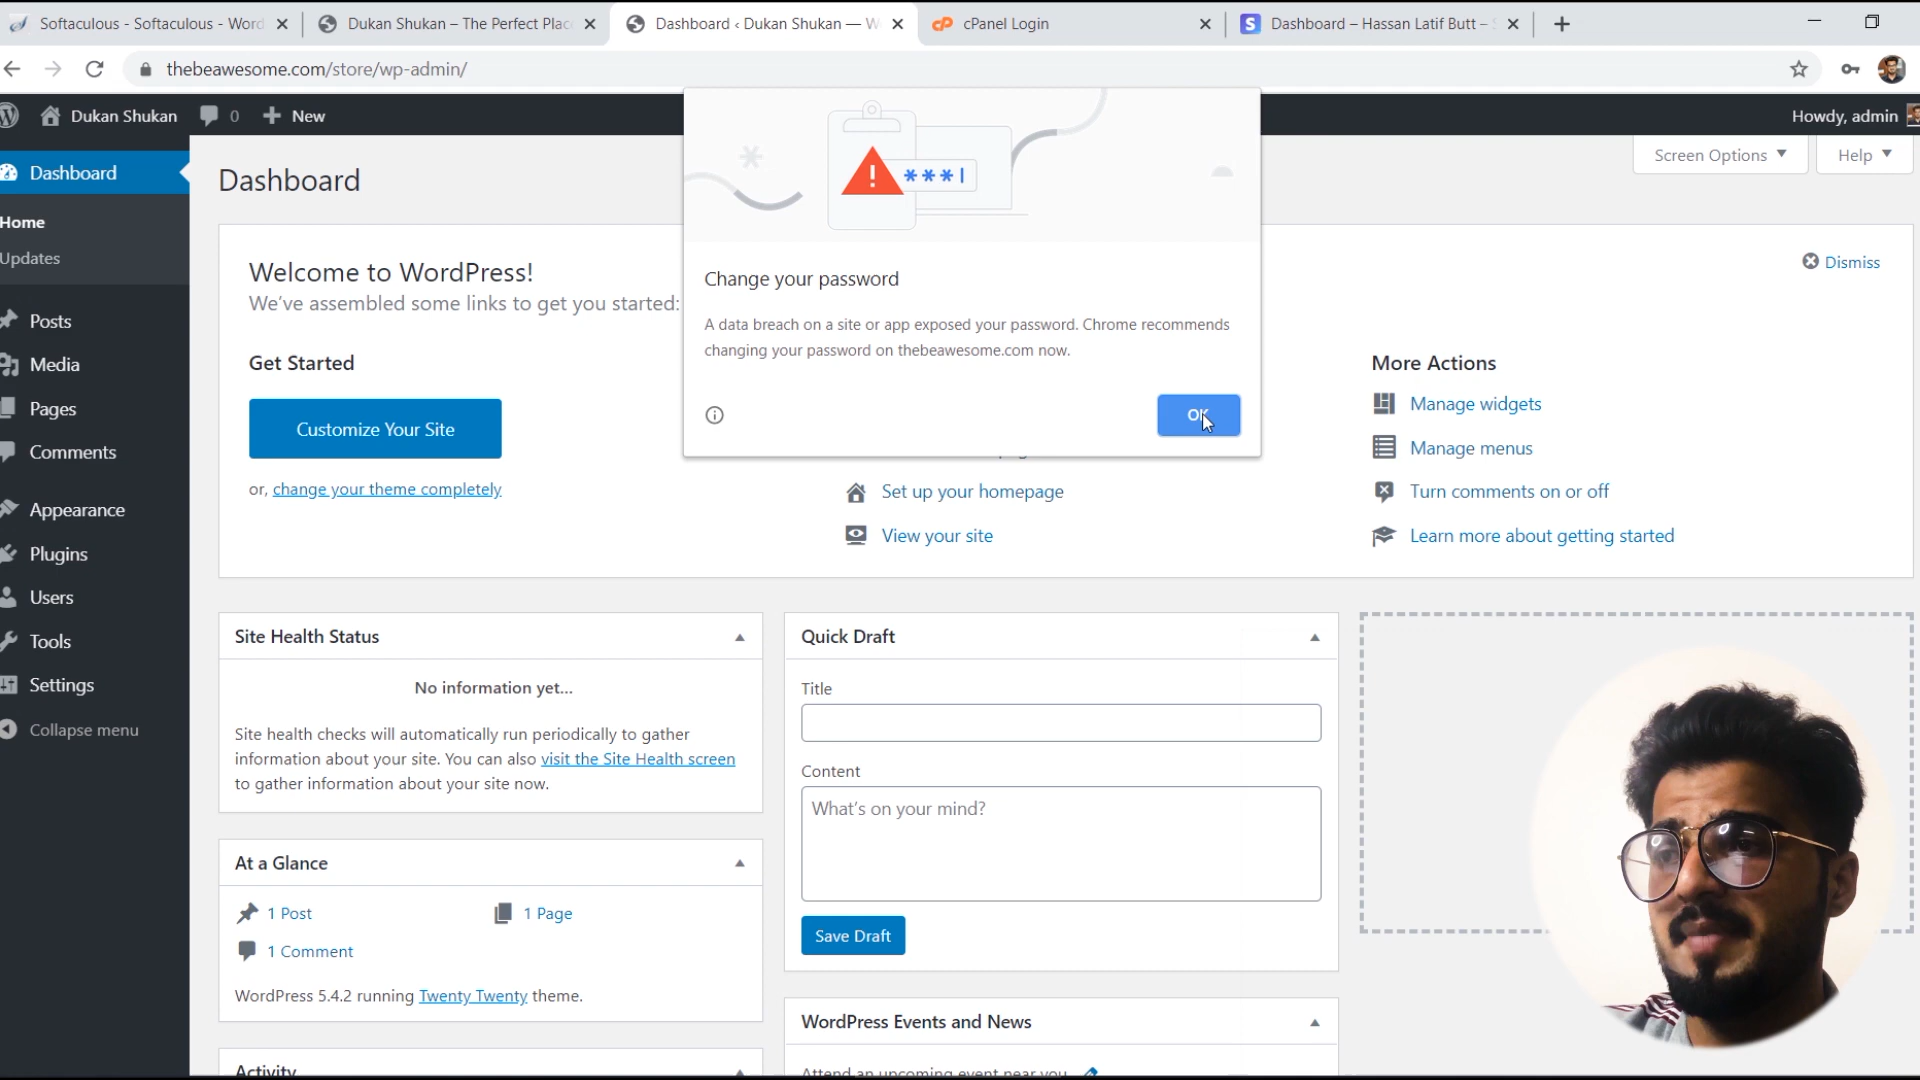 Softaculous - Softaculous - Word
Dukan Shukan – The Perfect Plac
Dashboard ‹ Dukan Shukan — W
cPanel Login
Dashboard – Hassan Latif Butt –
thebeawesome.com/store/wp-admin/
Dukan Shukan
0
New
Howdy, admin
Screen Options
Help
Dashboard
Home
Updates
Posts
Media
Pages
Comments
Appearance
Plugins
Users
Tools
Settings
Collapse menu
Dashboard
Welcome to WordPress!
We've assembled some links to get you started:
Dismiss
Get Started
Customize Your Site
or, change your theme completely
***|
Change your password
A data breach on a site or app exposed your password. Chrome recommends
changing your password on thebeawesome.com now.
OK
Set up your homepage
View your site
More Actions
Manage widgets
Manage menus
Turn comments on or off
Learn more about getting started
Site Health Status
No information yet...
Site health checks will automatically run periodically to gather
information about your site. You can also visit the Site Health screen
to gather information about your site now.
At a Glance
1 Post
1 Page
1 Comment
WordPress 5.4.2 running Twenty Twenty theme.
Activity
Quick Draft
Title
Content
What's on your mind?
Save Draft
WordPress Events and News
Attend an upcoming event near you.